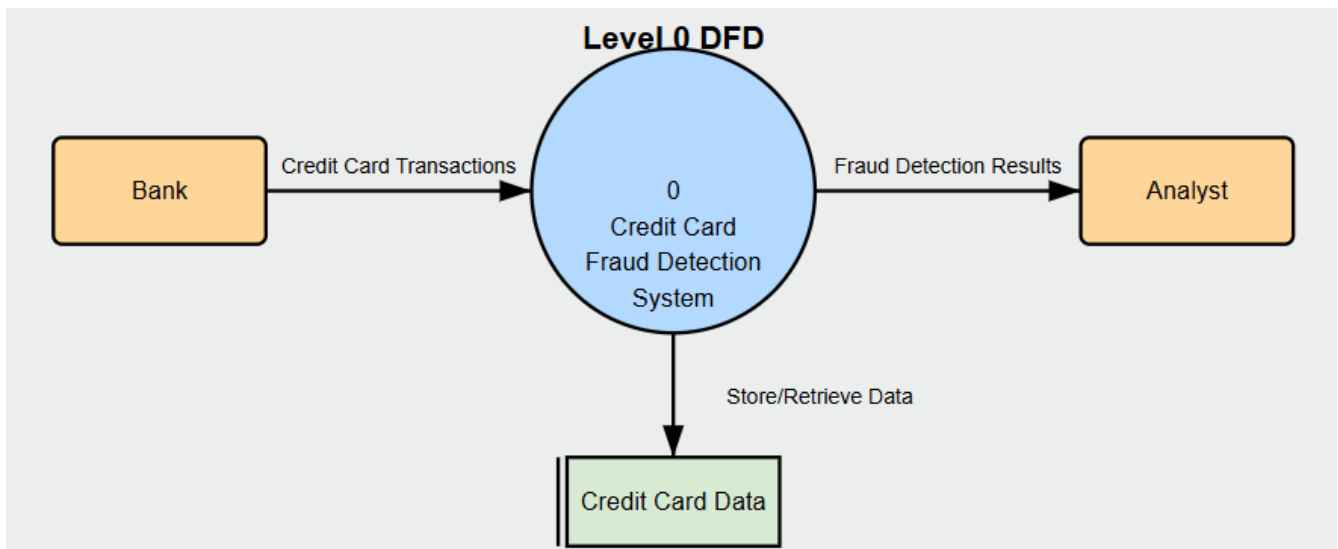 Level 0 DFD
Bank
Credit Card Transactions
0
Credit Card
Fraud Detection
System
Fraud Detection Results
Analyst
Store/Retrieve Data
Credit Card Data